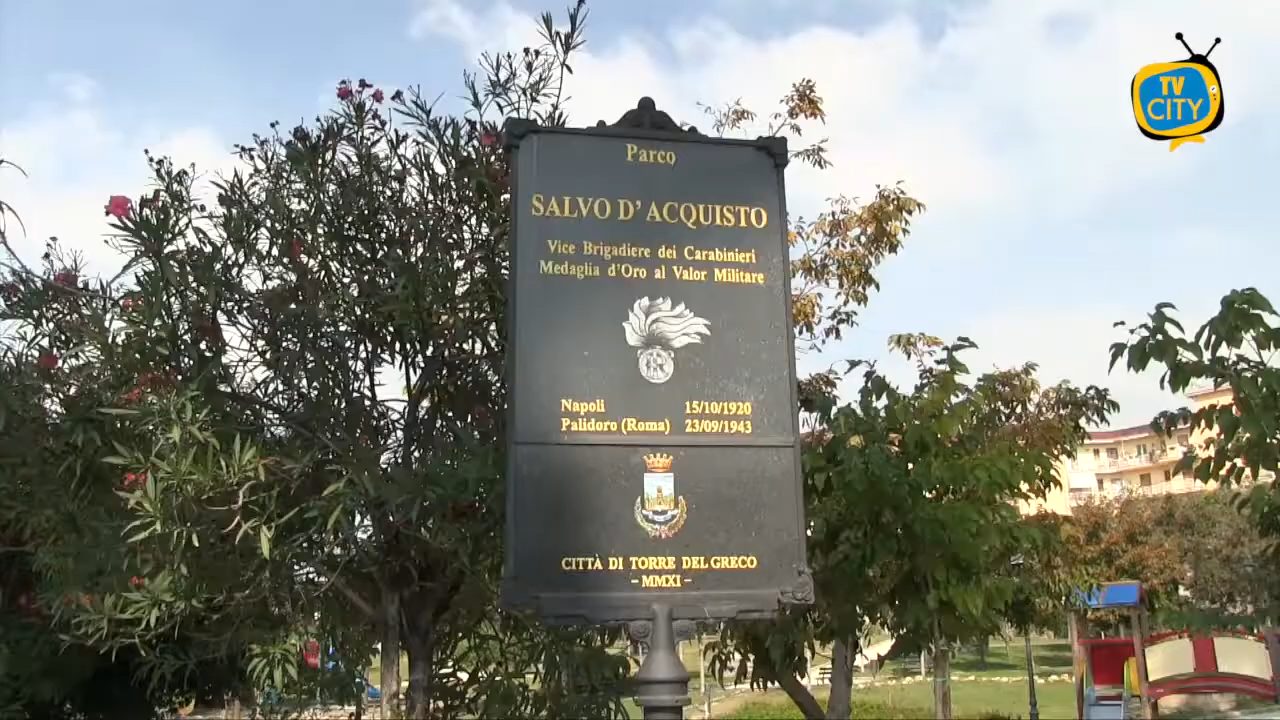 TV
CITY
Parco
SALVO D'ACQUISTO
Vice Brigadiere dei Carabinieri
Medaglia d'Oro al Valor Militare
Napoli 15/10/1920
Palidoro (Roma) 23/09/1943
CITTÀ DI TORRE DEL GRECO
- MMXI -